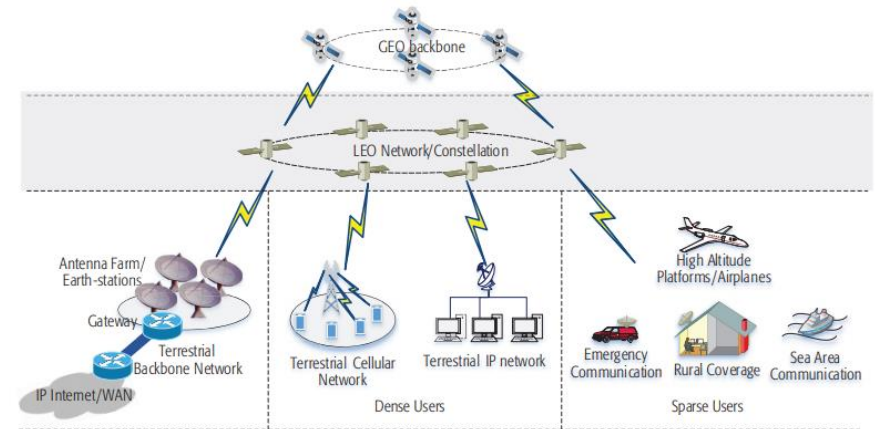 GEO backbone
LEO Network/Constellation
Antenna Farm/
Earth-stations
Gateway
Terrestrial
Backbone Network
IP Internet/WAN
Terrestrial Cellular
Network
Terrestrial IP network
Dense Users
High Altitude
Platforms/Airplanes
Emergency
Communication
Rural Coverage
Sea Area
Communication
Sparse Users